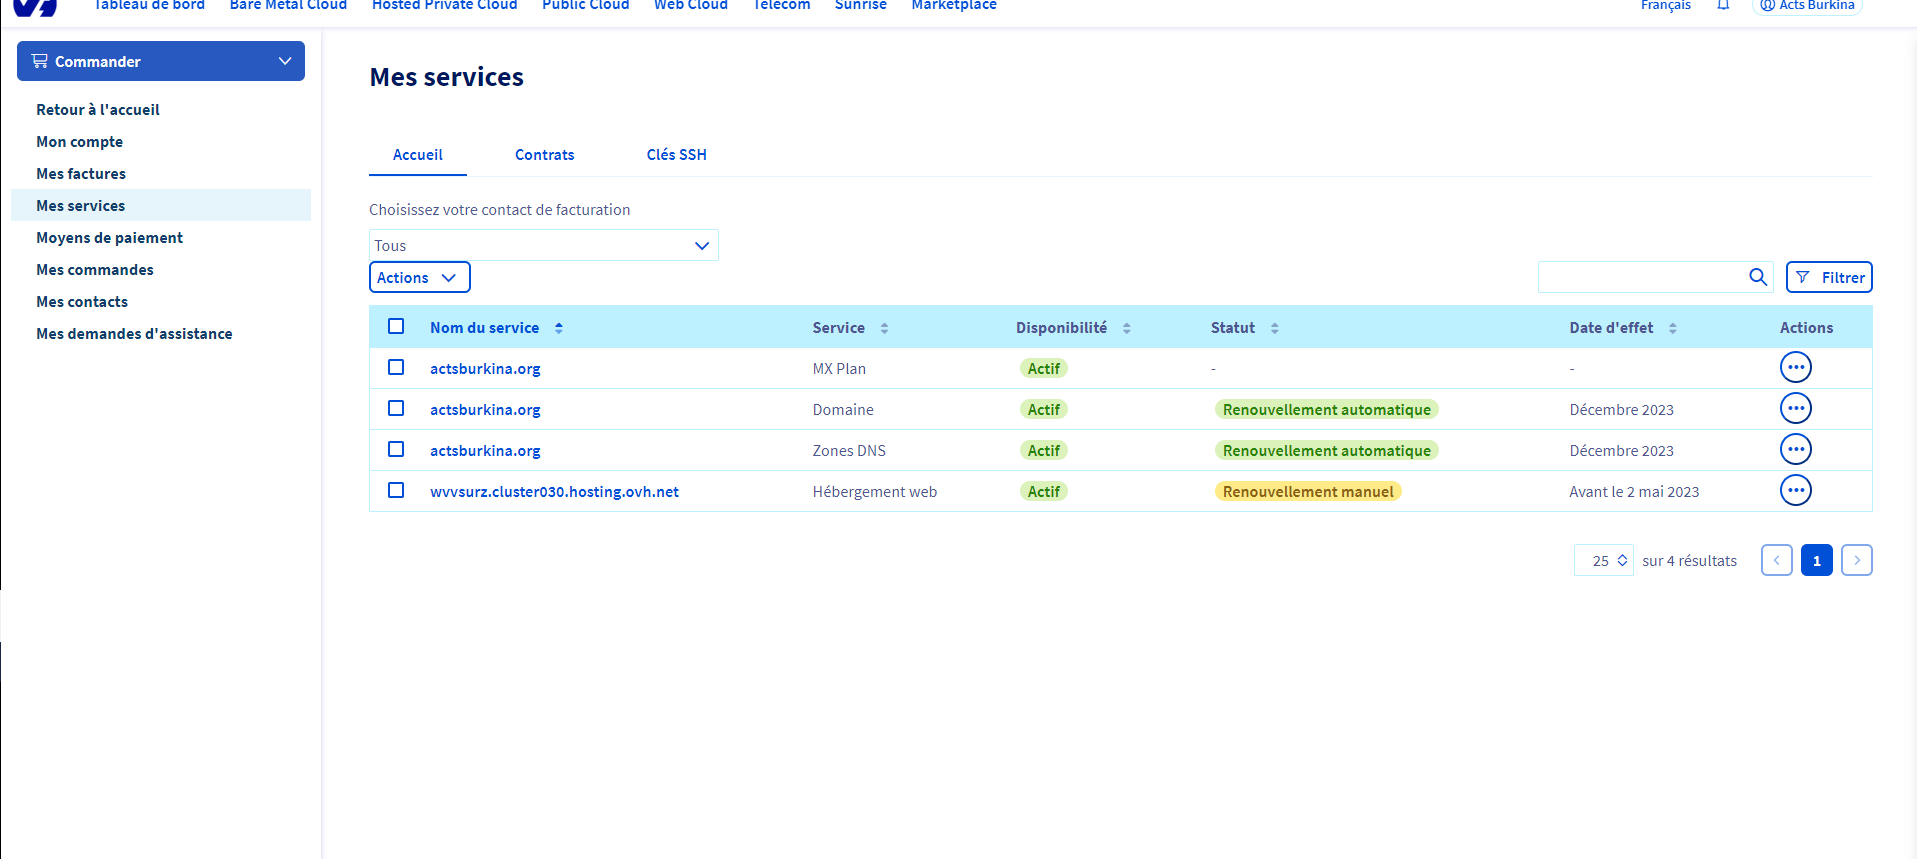 Tableau de bord Bare Metal Cloud Hosted Private Cloud Public Cloud Web Cloud Telecom Sunrise Marketplace Français Acts Burkina
Commander
Retour à l'accueil
Mon compte
Mes factures
Mes services
Moyens de paiement
Mes commandes
Mes contacts
Mes demandes d'assistance
Mes services
Accueil Contrats Clés SSH
Choisissez votre contact de facturation
Tous
Actions Filtrer
Nom du service Service Disponibilité Statut Date d'effet Actions
actsburkina.org MX Plan Actif - -
actsburkina.org Domaine Actif Renouvellement automatique Décembre 2023
actsburkina.org Zones DNS Actif Renouvellement automatique Décembre 2023
wvvsurz.cluster030.hosting.ovh.net Hébergement web Actif Renouvellement manuel Avant le 2 mai 2023
25 sur 4 résultats 1